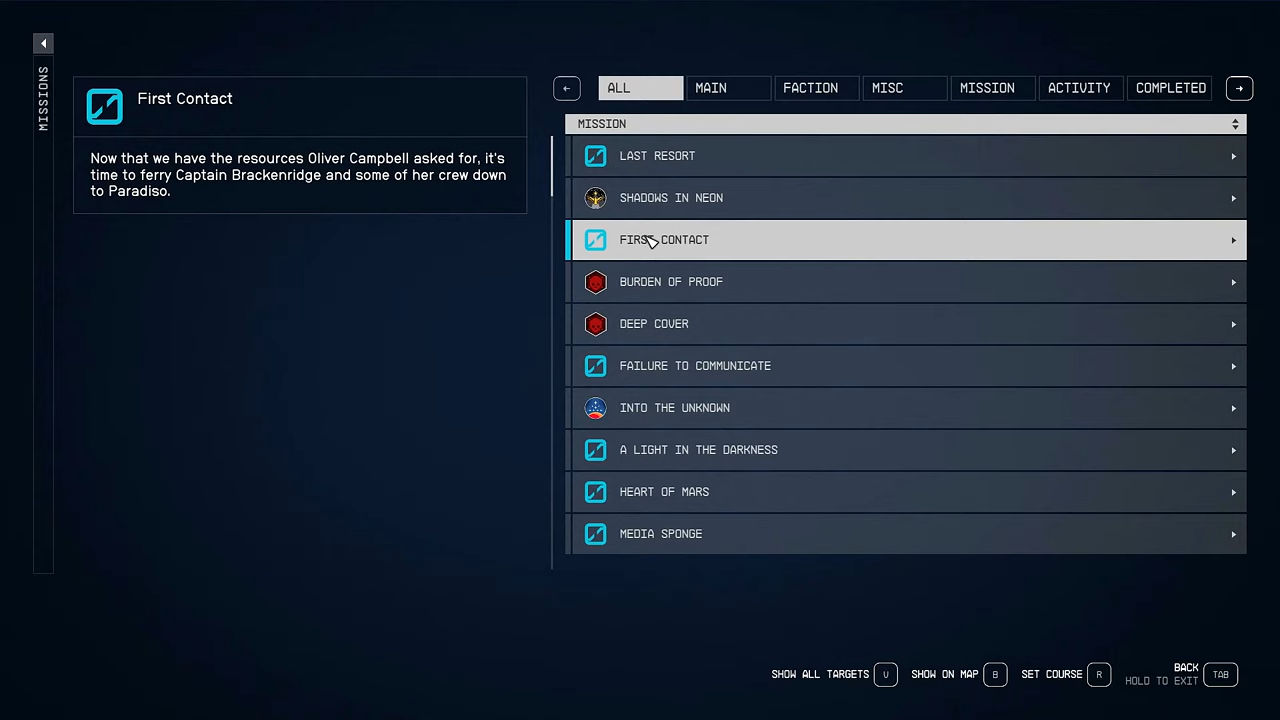 MISSIONS
First Contact
Now that we have the resources Oliver Campbell asked for, it's
time to ferry Captain Brackenridge and some of her crew down
to Paradiso.
ALL MAIN FACTION MISC MISSION ACTIVITY COMPLETED
MISSION
LAST RESORT
SHADOWS IN NEON
FIRST CONTACT
BURDEN OF PROOF
DEEP COVER
FAILURE TO COMMUNICATE
INTO THE UNKNOWN
A LIGHT IN THE DARKNESS
HEART OF MARS
MEDIA SPONGE
SHOW ALL TARGETS V SHOW ON MAP B SET COURSE R BACK TAB
HOLD TO EXIT